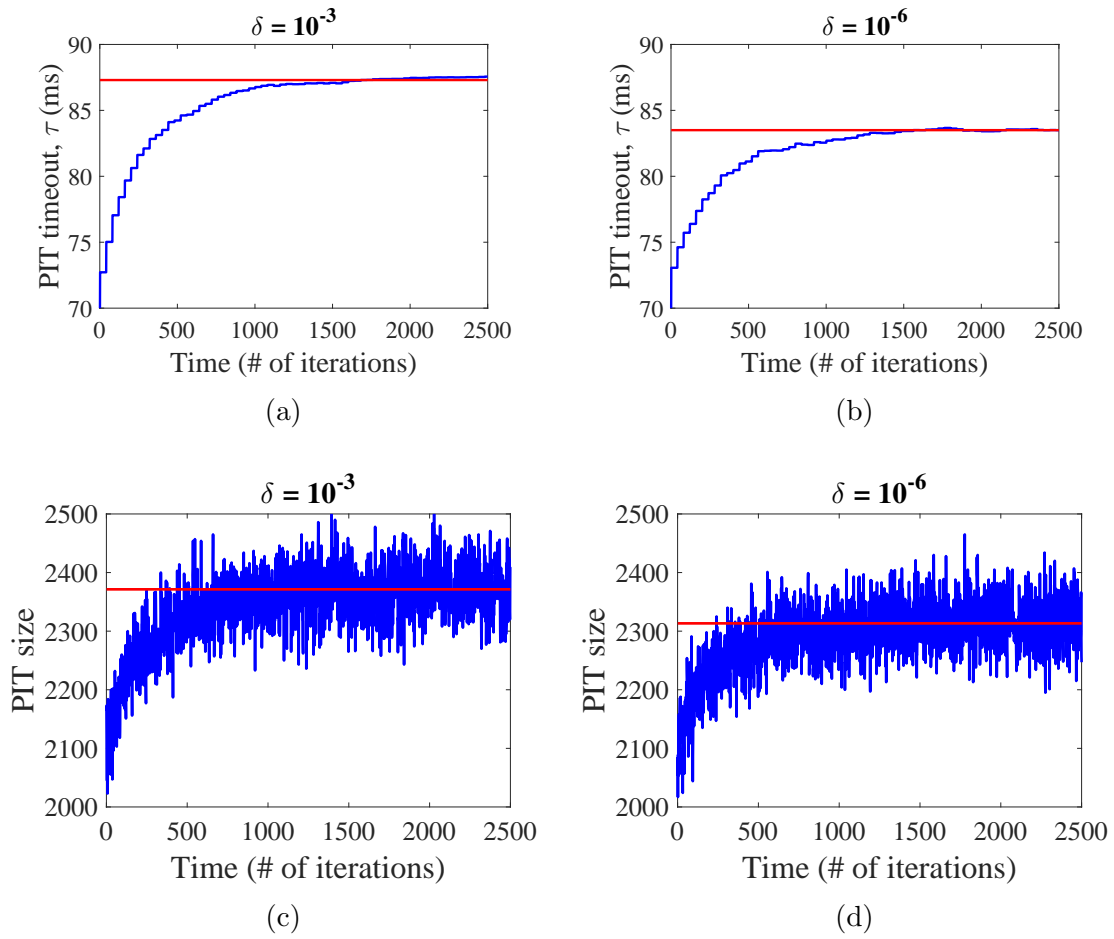 δ = 10⁻³
PIT timeout, τ (ms)
90
85
80
75
70
0 500 1000 1500 2000 2500
Time (# of iterations)
(a)
δ = 10⁻⁶
PIT timeout, τ (ms)
90
85
80
75
70
0 500 1000 1500 2000 2500
Time (# of iterations)
(b)
δ = 10⁻³
PIT size
2500
2400
2300
2200
2100
2000
0 500 1000 1500 2000 2500
Time (# of iterations)
(c)
δ = 10⁻⁶
PIT size
2500
2400
2300
2200
2100
2000
0 500 1000 1500 2000 2500
Time (# of iterations)
(d)